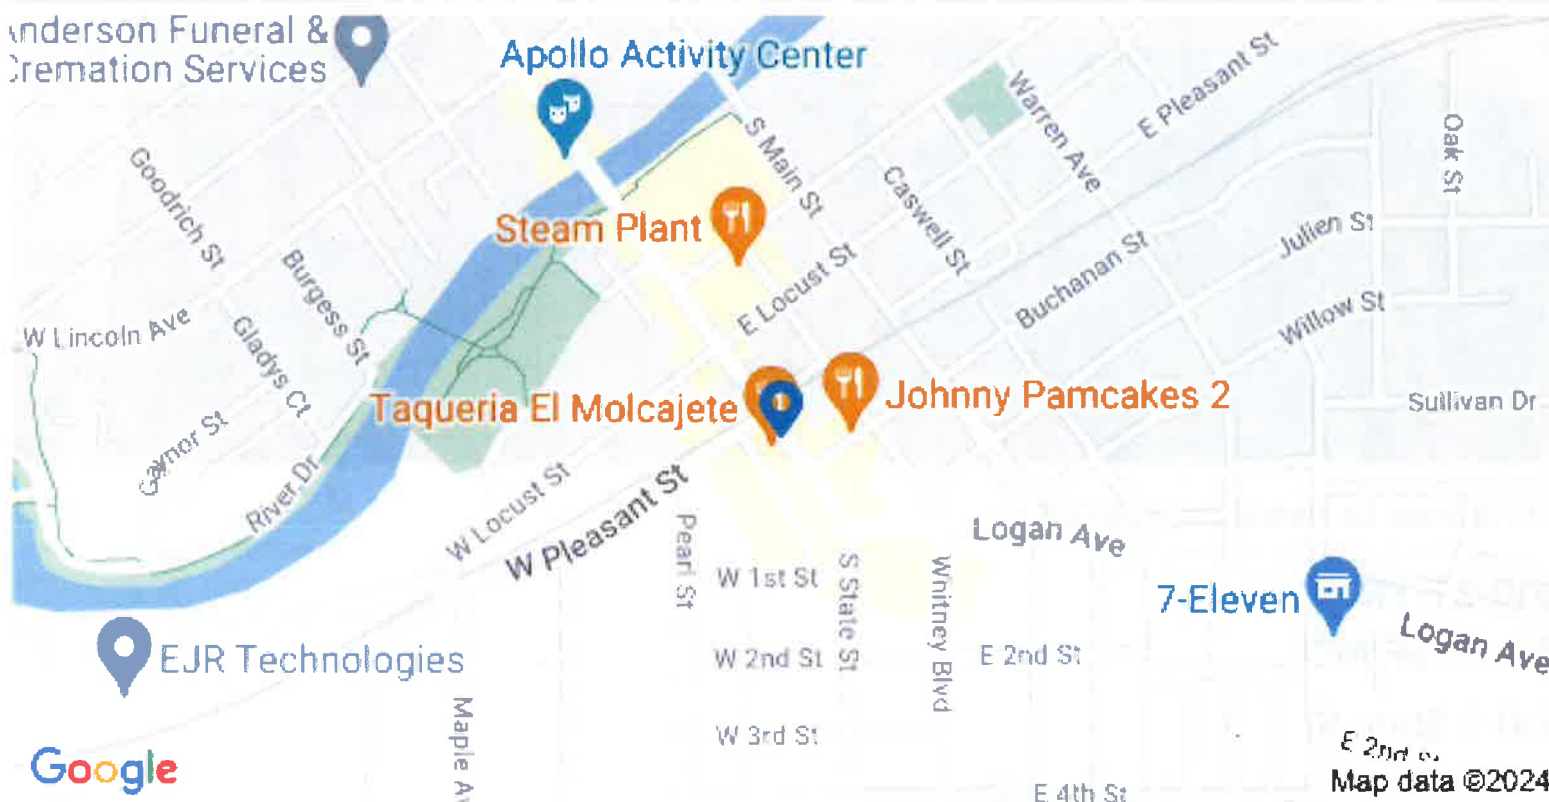 Anderson Funeral &
Cremation Services
Apollo Activity Center
E Pleasant St
Warren Ave
Oak St
S Main St
Goodrich St
Caswell St
Steam Plant
Julien St
Burgess St
E Locust St
Buchanan St
Willow St
W Lincoln Ave
Gladys Ct
Taqueria El Molcajete
Johnny Pamcakes 2
Sullivan Dr
Gaynor St
River Dr
W Locust St
W Pleasant St
Pearl St
Logan Ave
W 1st St
S State St
Whitney Blvd
7-Eleven
Logan Ave
EJR Technologies
W 2nd St
E 2nd St
Maple Av
W 3rd St
E 2nd
Google
E 4th St
Map data ©2024